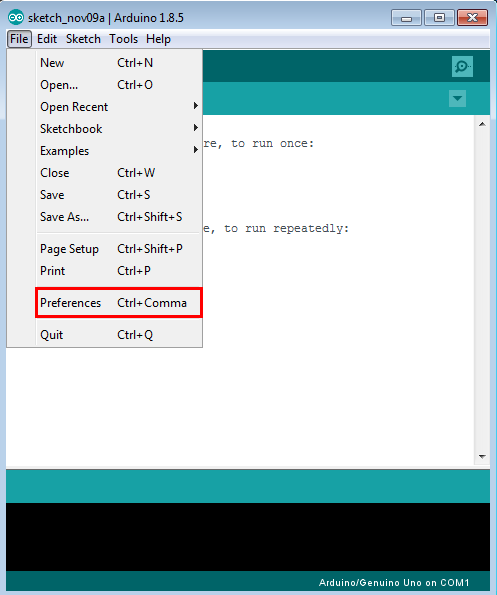 sketch_nov09a | Arduino 1.8.5
File Edit Sketch Tools Help
New Ctrl+N
Open... Ctrl+O
Open Recent
Sketchbook
Examples
re, to run once:
Close Ctrl+W
Save Ctrl+S
Save As... Ctrl+Shift+S
e, to run repeatedly:
Page Setup Ctrl+Shift+P
Print Ctrl+P
Preferences Ctrl+Comma
Quit Ctrl+Q
Arduino/Genuino Uno on COM1